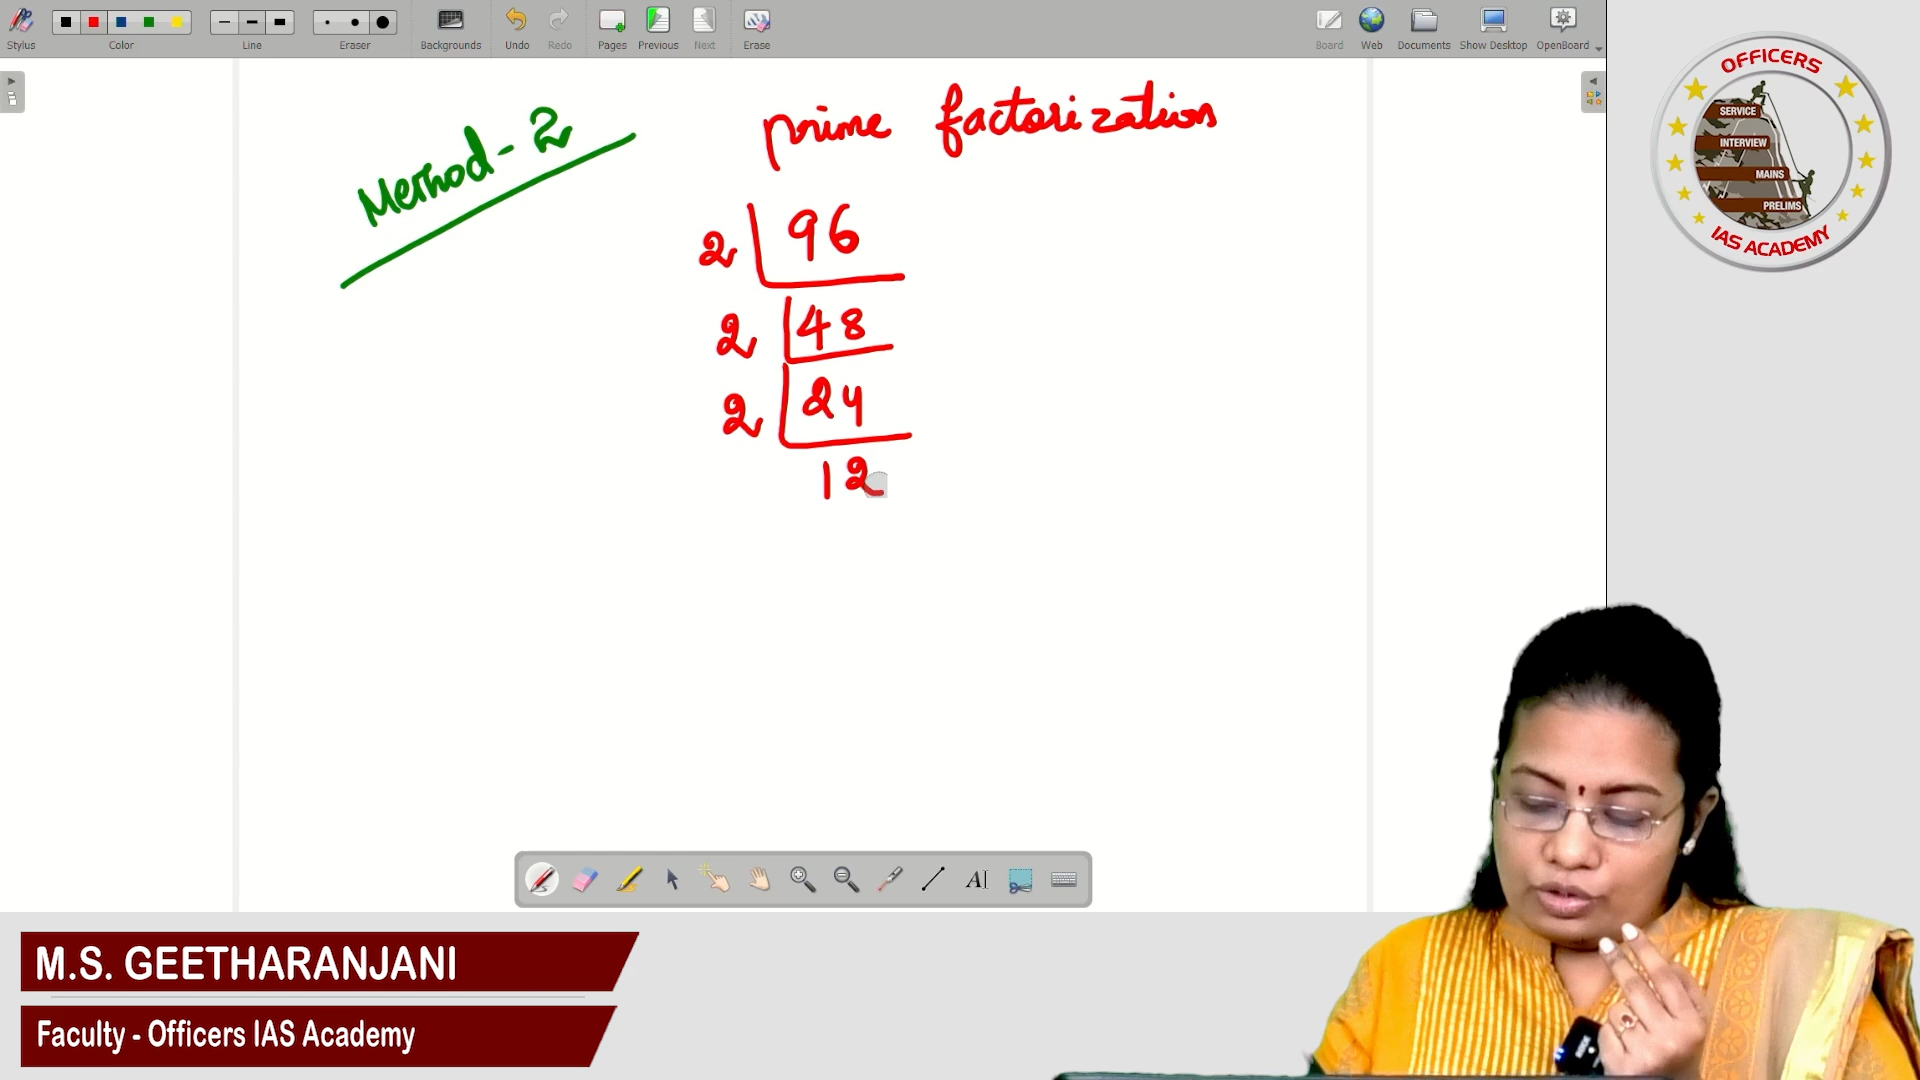 Stylus Color Line Eraser Backgrounds Undo Redo Pages Previous Next Erase Board Web Documents Show Desktop OpenBoard
Method-2
prime factorization
2 96
2 48
2 24
12
OFFICERS
SERVICE
INTERVIEW
MAINS
PRELIMS
IAS ACADEMY
AI
M.S. GEETHARANJANI
Faculty - Officers IAS Academy